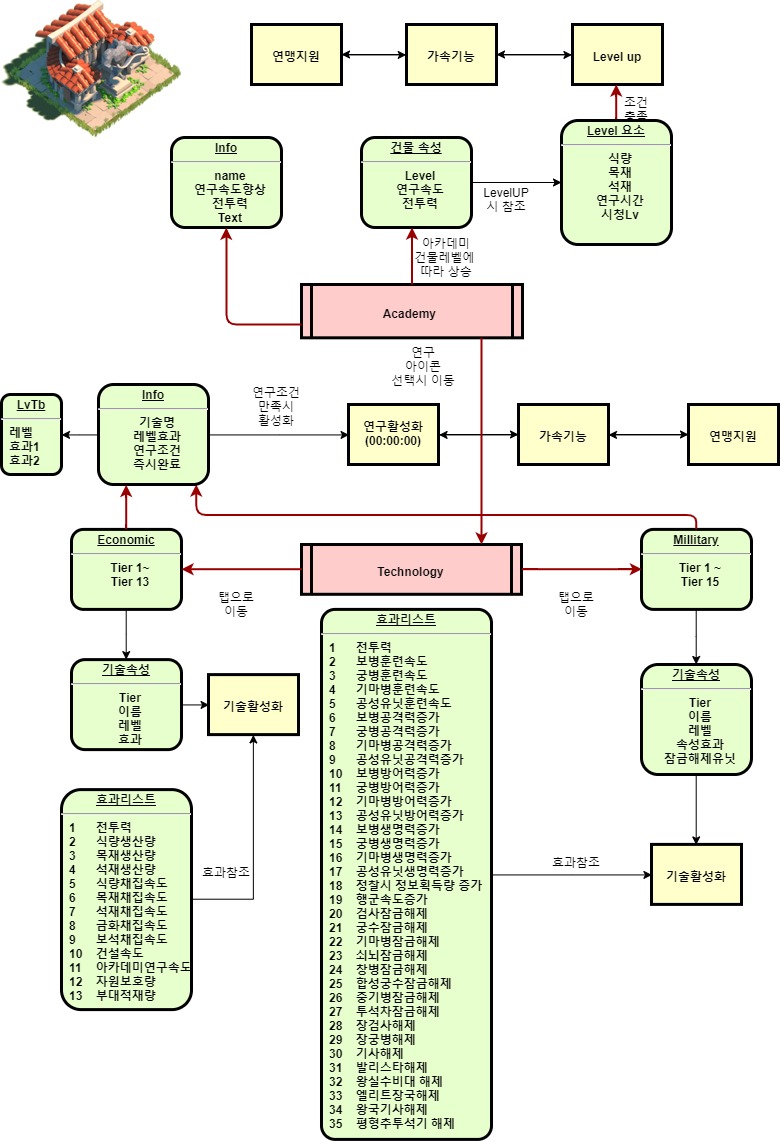 연맹지원
가속기능
Level up
조건
충족
Info
name
연구속도향상
전투력
Text
건물 속성
Level
연구속도
전투력
LevelUP
시 참조
Level 요소
식량
목재
석재
연구시간
시청Lv
아카데미
건물레벨에
따라 상승
Academy
연구
아이콘
선택시 이동
LvTb
레벨
효과1
효과2
Info
기술명
레벨효과
연구조건
즉시완료
연구조건
만족시
활성화
연구활성화
(00:00:00)
가속기능
연맹지원
Economic
Tier 1~
Tier 13
탭으로
이동
Technology
탭으로
이동
Millitary
Tier 1 ~
Tier 15
기술속성
Tier
이름
레벨
효과
기술활성화
기술속성
Tier
이름
레벨
속성효과
잠금해제유닛
기술활성화
효과리스트
1 전투력
2 식량생산량
3 목재생산량
4 석재생산량
5 식량채집속도
6 목재채집속도
7 석재채집속도
8 금화채집속도
9 보석채집속도
10 건설속도
11 아카데미연구속도
12 자원보호량
13 부대적재량
효과참조
효과리스트
1 전투력
2 보병훈련속도
3 궁병훈련속도
4 기마병훈련속도
5 공성유닛훈련속도
6 보병공격력증가
7 궁병공격력증가
8 기마병공격력증가
9 공성유닛공격력증가
10 보병방어력증가
11 궁병방어력증가
12 기마병방어력증가
13 공성유닛방어력증가
14 보병생명력증가
15 궁병생명력증가
16 기마병생명력증가
17 공성유닛생명력증가
18 정찰시 정보획득량 증가
19 행군속도증가
20 검사잠금해제
21 궁수잠금해제
22 기마병잠금해제
23 쇠뇌잠금해제
24 창병잠금해제
25 합성궁수잠금해제
26 중기병잠금해제
27 투석차잠금해제
28 장검사해제
29 장궁병해제
30 기사해제
31 발리스타해제
32 왕실수비대 해제
33 엘리트장국해제
34 왕국기사해제
35 평형추투석기 해제
효과참조